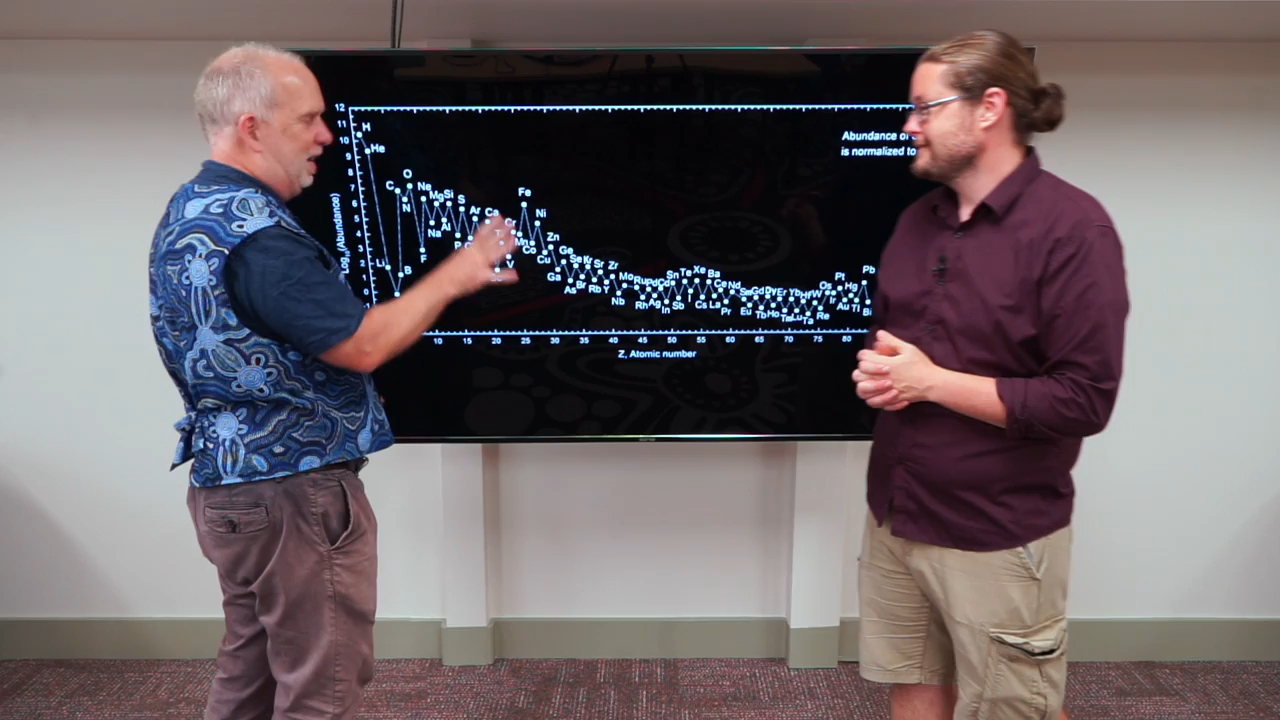 12
11
10
9
8
7
6
5
4
3
2
1
0
Log10(Abundance)
H
He
Li
B
C
N
O
F
Ne
Na
Mg
Al
Si
P
S
Ar
Ca
V
Cr
Mn
Fe
Co
Ni
Cu
Zn
Ga
Ge
As
Se
Br
Kr
Rb
Sr
Zr
Nb
Mo
Ru
Rh
Pd
Ag
Cd
In
Sn
Sb
Te
I
Xe
Cs
Ba
La
Ce
Pr
Nd
Sm
Eu
Gd
Tb
Dy
Ho
Er
Tm
Yb
Lu
Hf
Ta
W
Re
Os
Ir
Pt
Au
Hg
Tl
Pb
Bi
Abundance of
is normalized to
10 15 20 25 30 35 40 45 50 55 60 65 70 75 80
Z, Atomic number